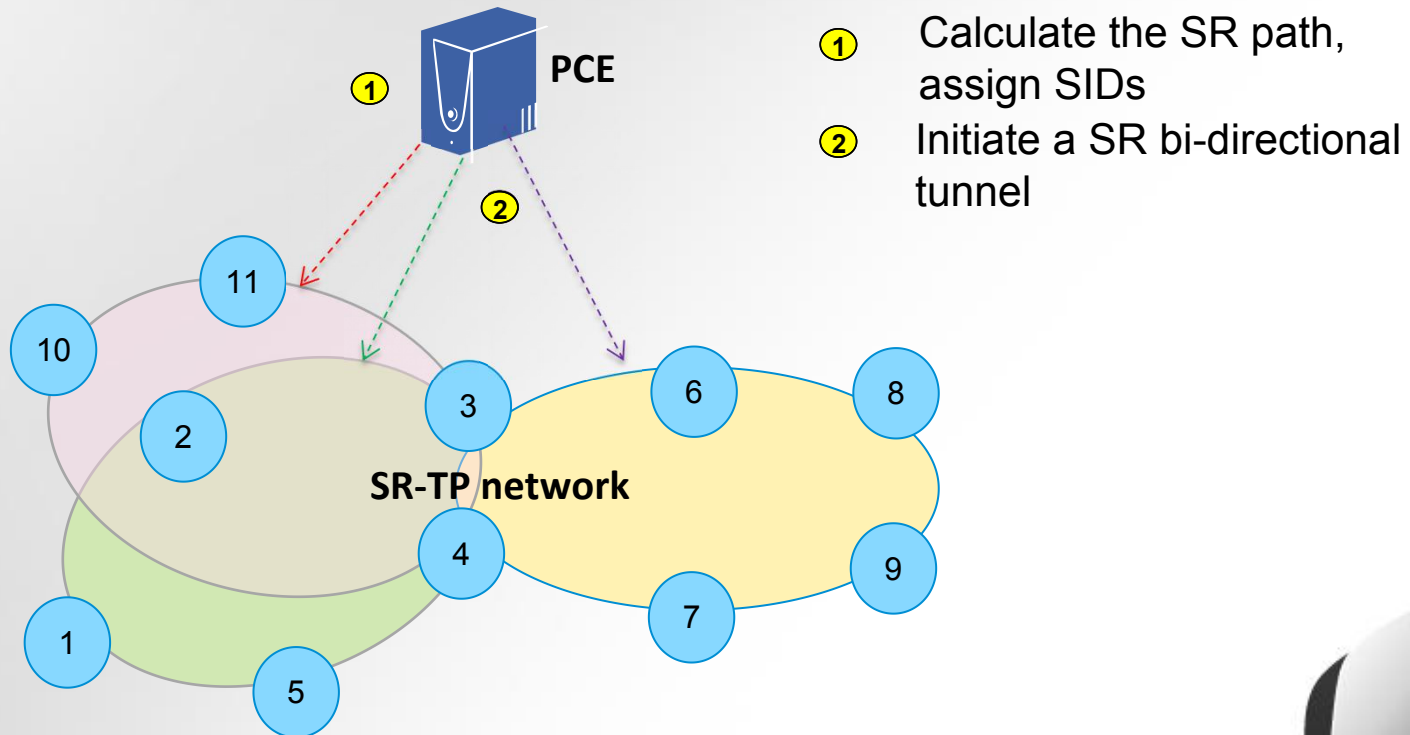 1
PCE
1
Calculate the SR path,
assign SIDs
2
Initiate a SR bi-directional
tunnel
2
11
10
3
6
8
2
SR-TP network
4
9
7
1
5